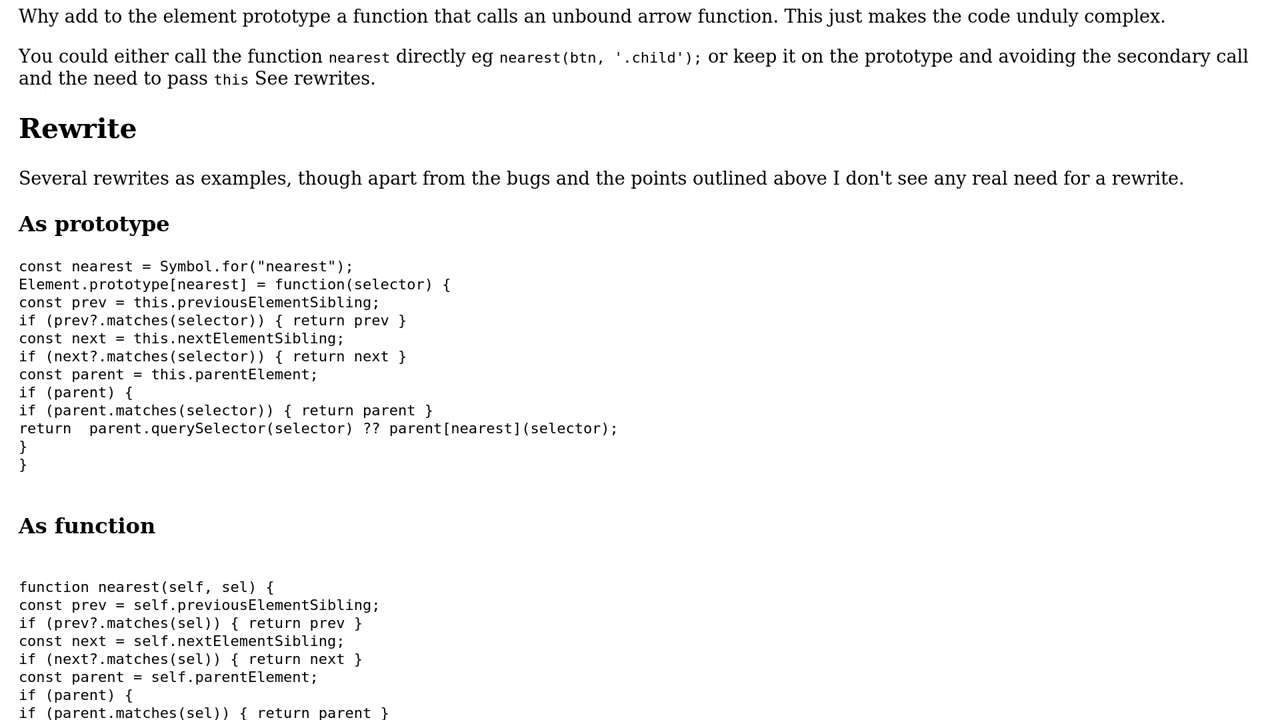 Why add to the element prototype a function that calls an unbound arrow function. This just makes the code unduly complex.
You could either call the function nearest directly eg nearest(btn, '.child'); or keep it on the prototype and avoiding the secondary call
and the need to pass this See rewrites.
Rewrite
Several rewrites as examples, though apart from the bugs and the points outlined above I don't see any real need for a rewrite.
As prototype
const nearest = Symbol.for("nearest");
Element.prototype[nearest] = function(selector) {
const prev = this.previousElementSibling;
if (prev?.matches(selector)) { return prev }
const next = this.nextElementSibling;
if (next?.matches(selector)) { return next }
const parent = this.parentElement;
if (parent) {
if (parent.matches(selector)) { return parent }
return  parent.querySelector(selector) ?? parent[nearest](selector);
}
}
As function
function nearest(self, sel) {
const prev = self.previousElementSibling;
if (prev?.matches(sel)) { return prev }
const next = self.nextElementSibling;
if (next?.matches(sel)) { return next }
const parent = self.parentElement;
if (parent) {
if (parent.matches(sel)) { return parent }